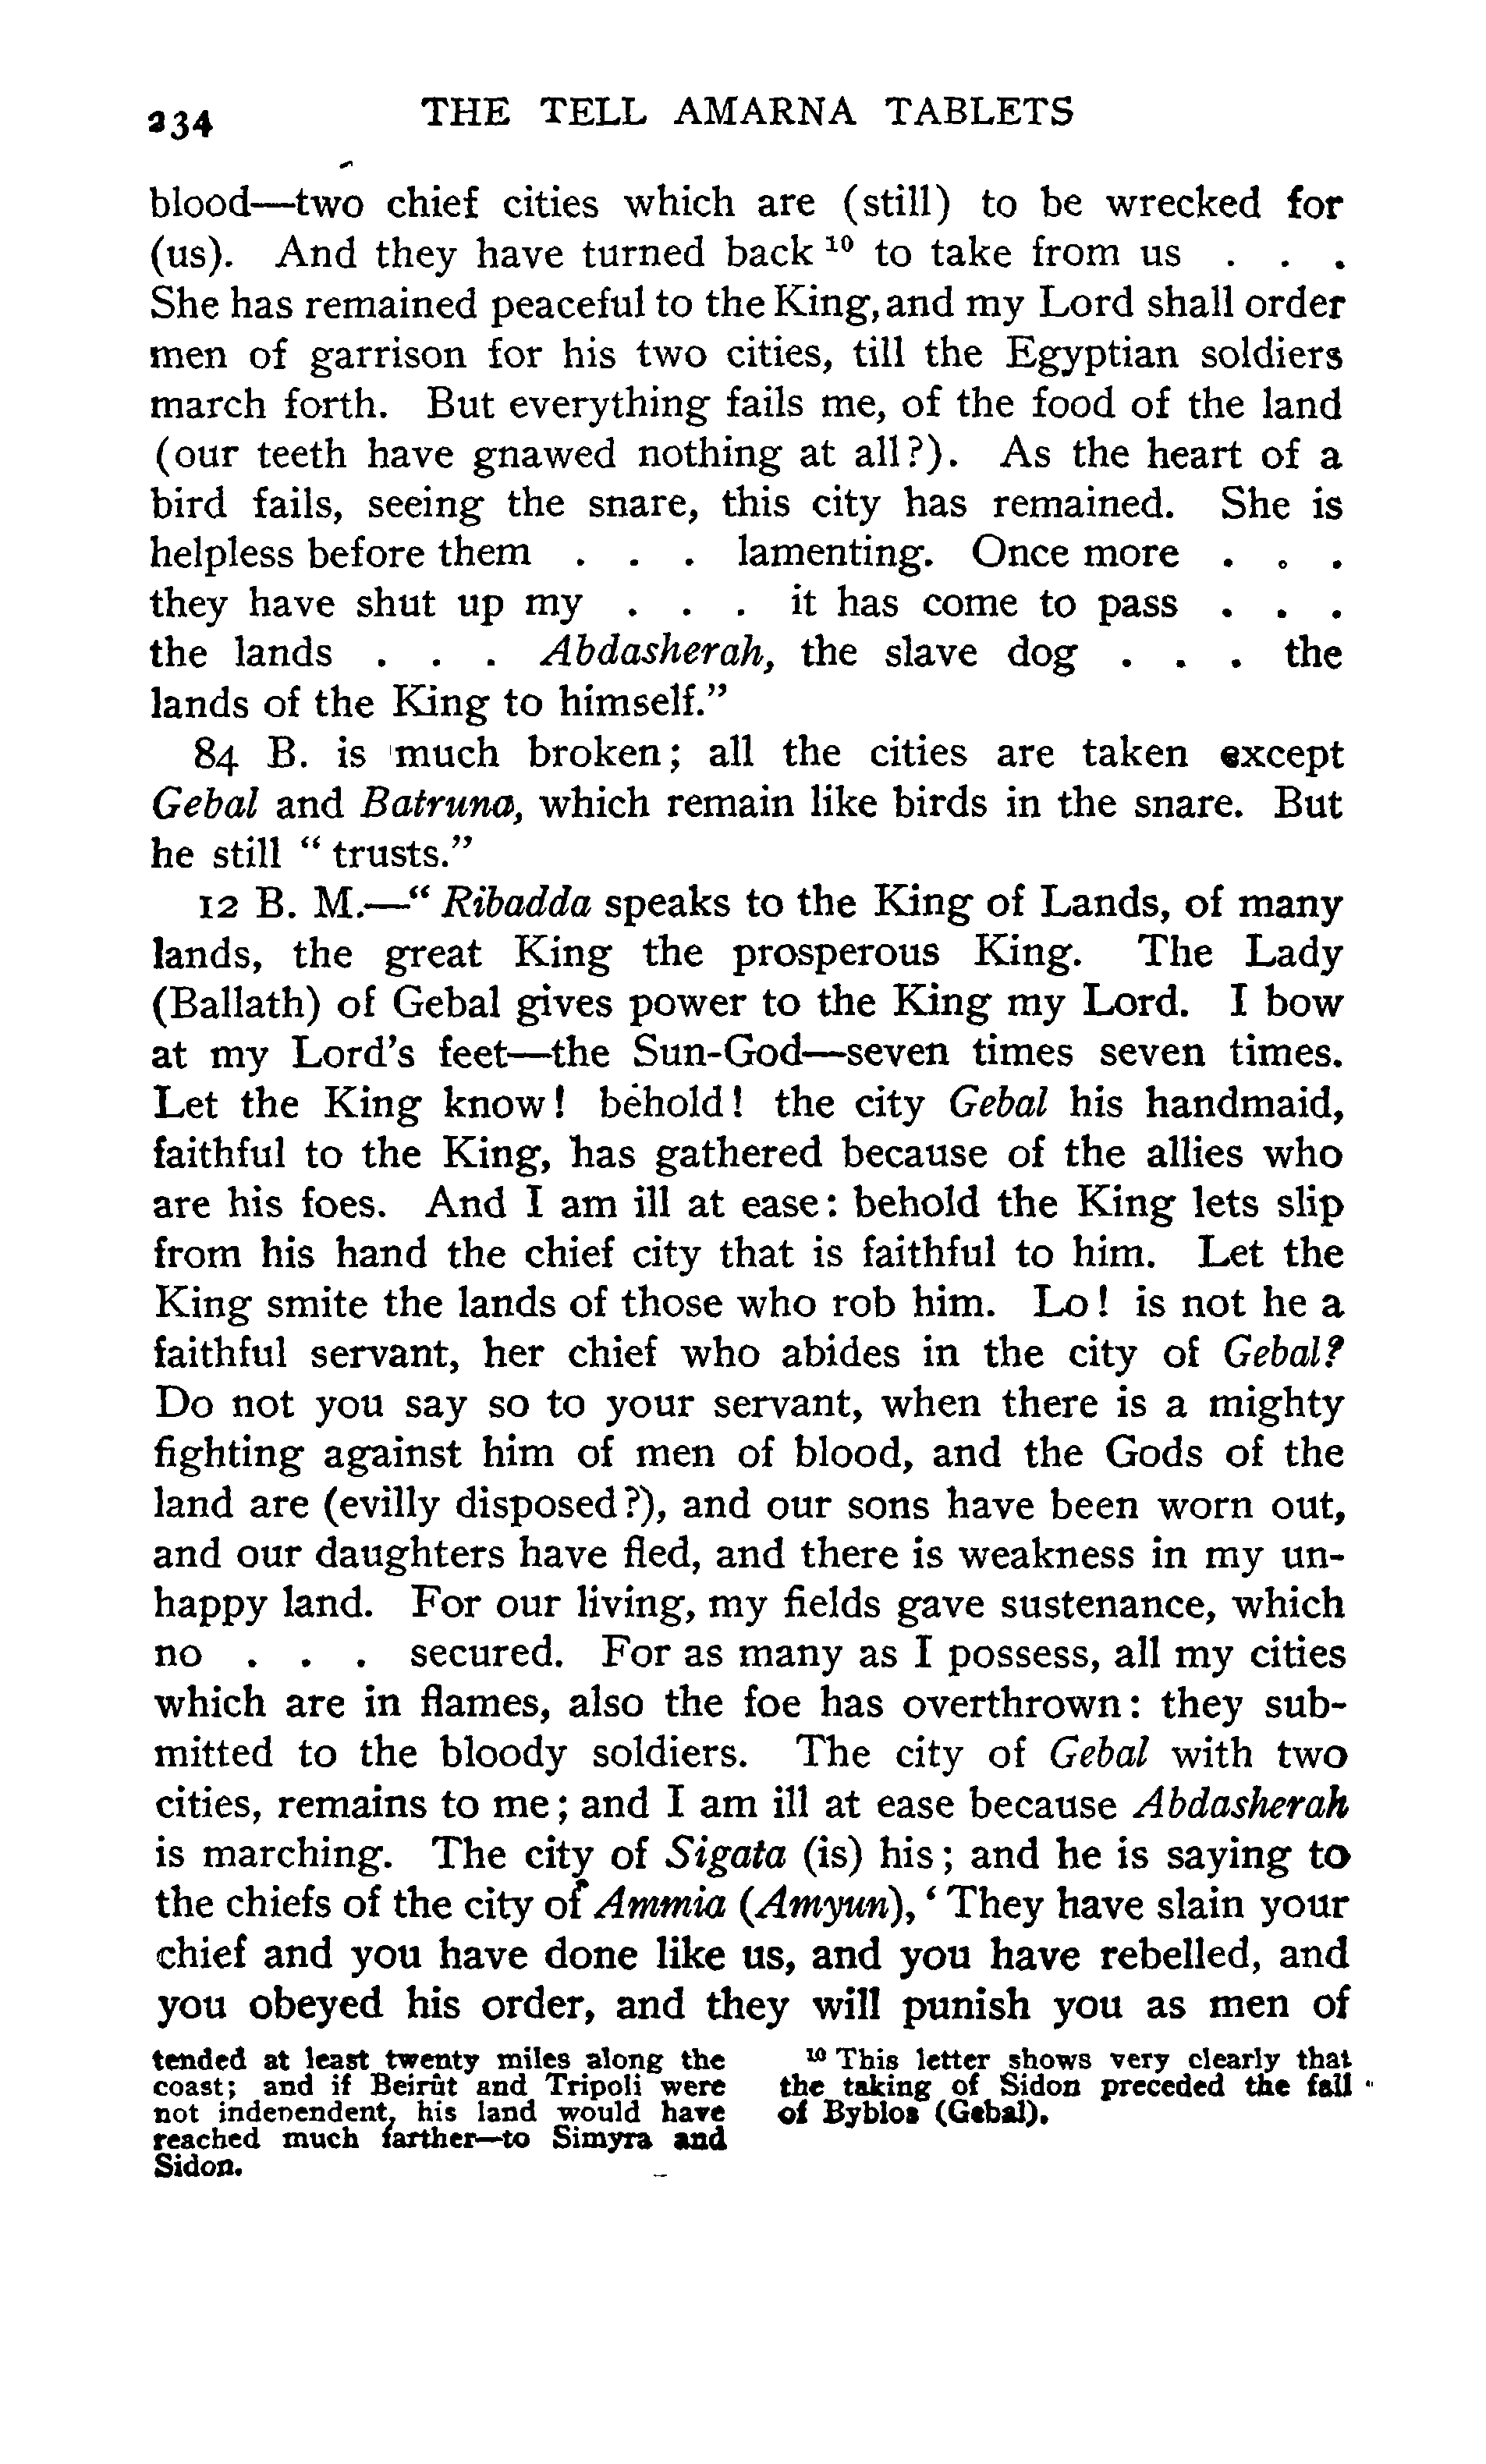 234 THE TELL AMARNA TABLETS
blood—two chief cities which are (still) to be wrecked for
(us). And they have turned back ¹⁰ to take from us . . .
She has remained peaceful to the King, and my Lord shall order
men of garrison for his two cities, till the Egyptian soldiers
march forth. But everything fails me, of the food of the land
(our teeth have gnawed nothing at all?). As the heart of a
bird fails, seeing the snare, this city has remained. She is
helpless before them . . . lamenting. Once more . . .
they have shut up my . . . it has come to pass . . .
the lands . . . Abdasherah, the slave dog . . . the
lands of the King to himself."
84 B. is much broken; all the cities are taken except
Gebal and Batruna, which remain like birds in the snare. But
he still "trusts."
12 B. M.—"Ribadda speaks to the King of Lands, of many
lands, the great King the prosperous King. The Lady
(Ballath) of Gebal gives power to the King my Lord. I bow
at my Lord's feet—the Sun-God—seven times seven times.
Let the King know! behold! the city Gebal his handmaid,
faithful to the King, has gathered because of the allies who
are his foes. And I am ill at ease: behold the King lets slip
from his hand the chief city that is faithful to him. Let the
King smite the lands of those who rob him. Lo! is not he a
faithful servant, her chief who abides in the city of Gebal?
Do not you say so to your servant, when there is a mighty
fighting against him of men of blood, and the Gods of the
land are (evilly disposed?), and our sons have been worn out,
and our daughters have fled, and there is weakness in my un-
happy land. For our living, my fields gave sustenance, which
no . . . secured. For as many as I possess, all my cities
which are in flames, also the foe has overthrown: they sub-
mitted to the bloody soldiers. The city of Gebal with two
cities, remains to me; and I am ill at ease because Abdasherah
is marching. The city of Sigata (is) his; and he is saying to
the chiefs of the city of Ammia (Amyun), 'They have slain your
chief and you have done like us, and you have rebelled, and
you obeyed his order, and they will punish you as men of
tended at least twenty miles along the
coast; and if Beirût and Tripoli were
not independent, his land would have
reached much farther—to Simyra and
Sidon.
¹⁰ This letter shows very clearly that
the taking of Sidon preceded the fall
of Byblos (Gebal).